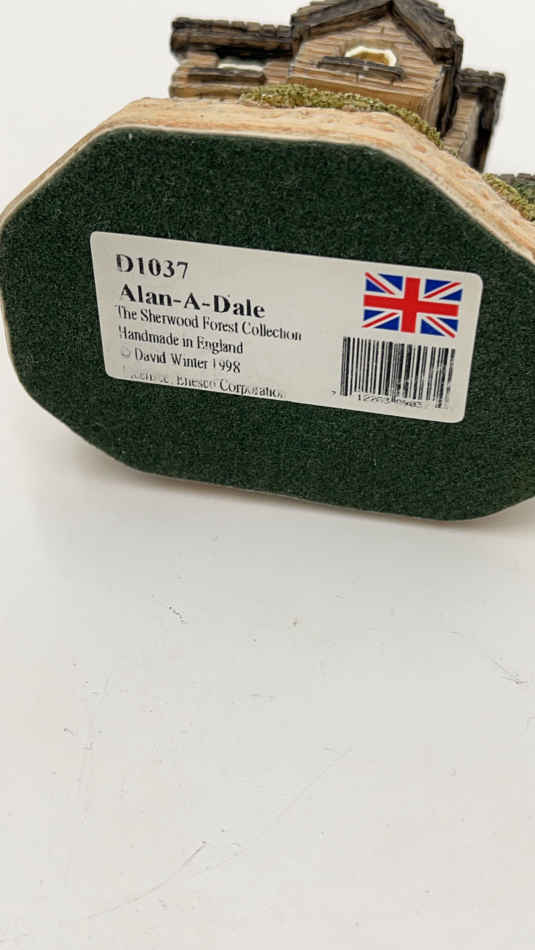 D1037
Alan-A-Dale
The Sherwood Forest Collection
Handmade in England
© David Winter 1998
Enesco Corporation